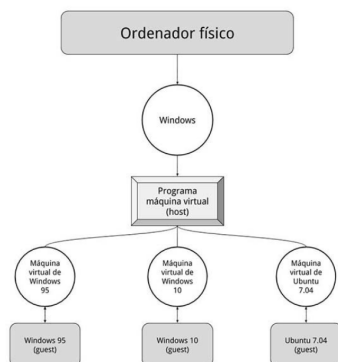 Ordenador físico
Windows
Programa
máquina virtual
(host)
Máquina
virtual de
Windows
95
Máquina
virtual de
Windows
10
Máquina
virtual de
Ubuntu
7.04
Windows 95
(guest)
Windows 10
(guest)
Ubuntu 7.04
(guest)